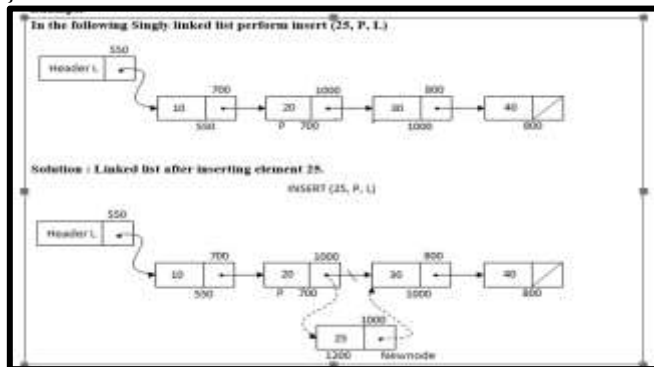 In the following Singly linked list perform insert (25, P, L)
550
Header L
700 1000 800
10 20 30 40
550 P 700 1000 800
Solution : Linked list after inserting element 25.
INSERT (25, P, L)
550
Header L
700 1000 800
10 20 30 40
550 P 700 1000 800
1000
25
1200 Newnode